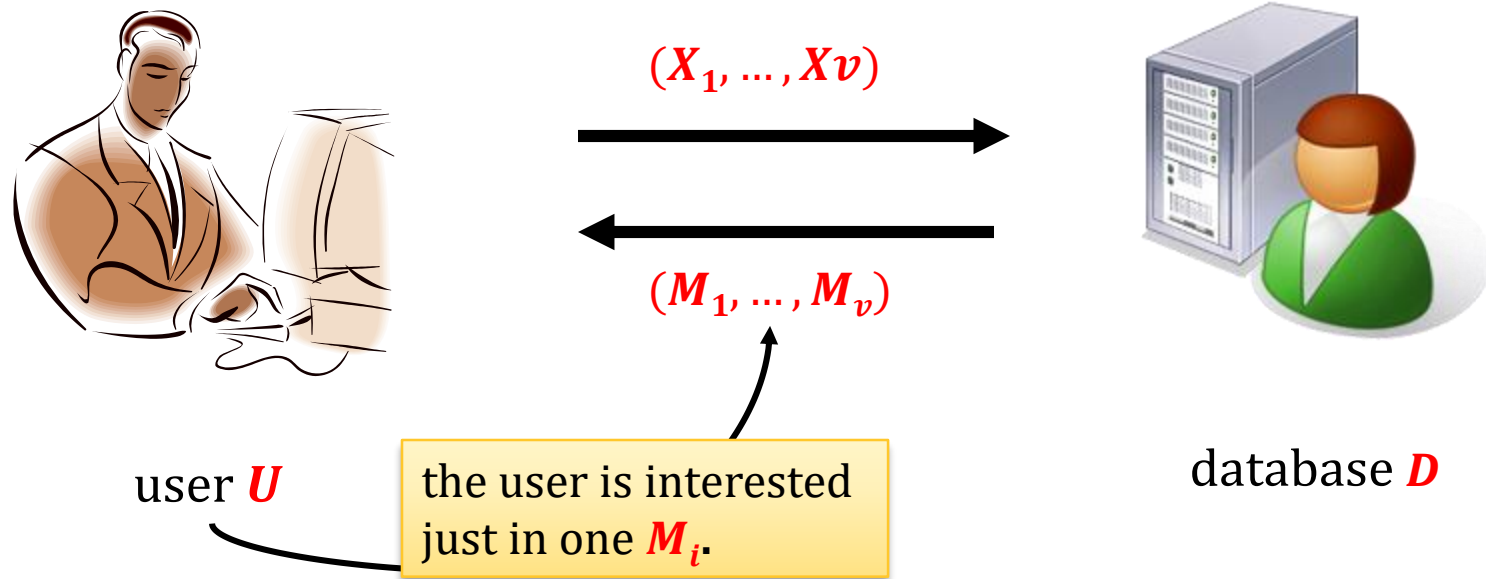 (X₁, ... , Xv)
(M₁, ... , Mᵥ)
user U
the user is interested
just in one Mᵢ.
database D